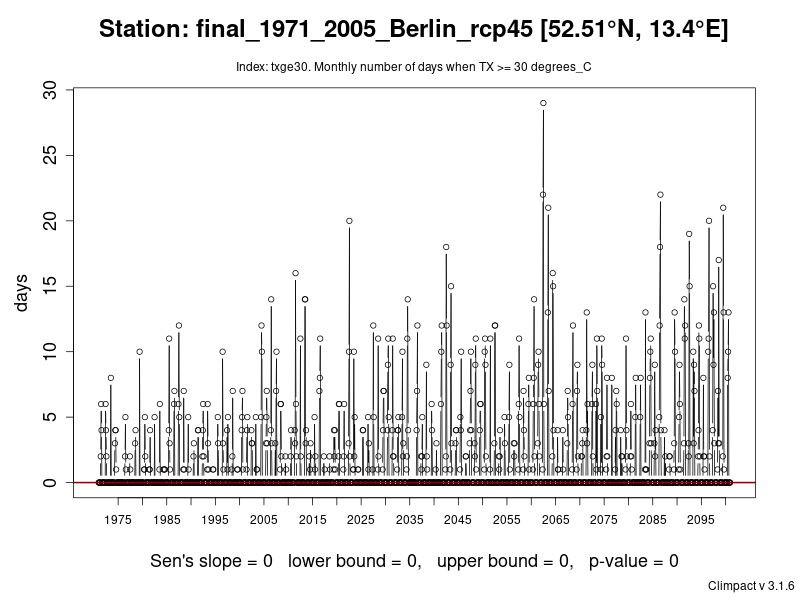 Station: final_1971_2005_Berlin_rcp45 [52.51°N, 13.4°E]
Index: txge30. Monthly number of days when TX >= 30 degrees_C
days
30
25
20
15
10
5
0
1975 1985 1995 2005 2015 2025 2035 2045 2055 2065 2075 2085 2095
Sen's slope = 0 lower bound = 0, upper bound = 0, p-value = 0
Climpact v 3.1.6